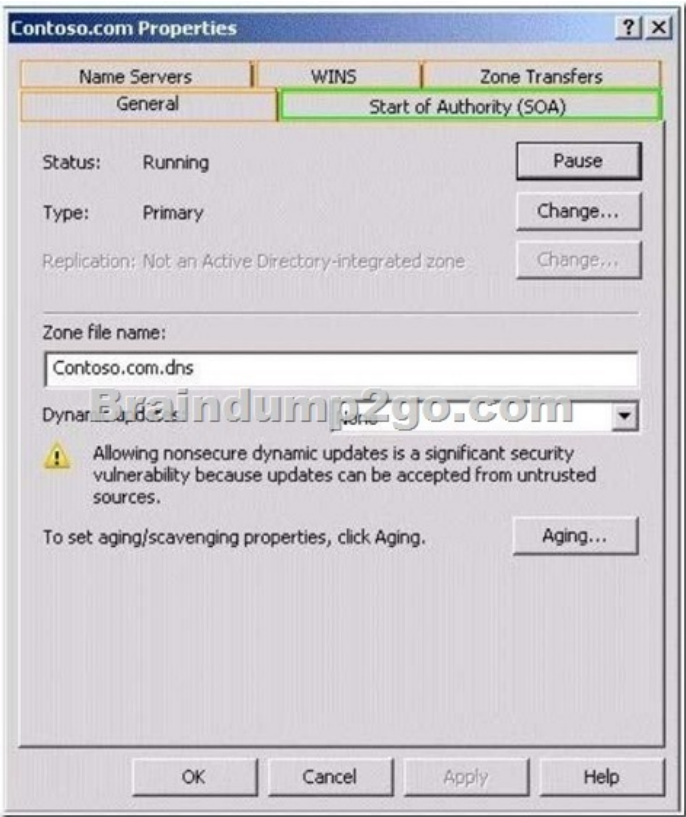 Contoso.com Properties
Name Servers
WINS
Zone Transfers
General
Start of Authority (SOA)
Status:
Running
Pause
Type:
Primary
Change...
Replication:
Not an Active Directory-integrated zone
Change...
Zone file name:
Contoso.com.dns
Braindump2go.com
None
Allowing nonsecure dynamic updates is a significant security
vulnerability because updates can be accepted from untrusted
sources.
To set aging/scavenging properties, click Aging.
Aging...
OK
Cancel
Apply
Help